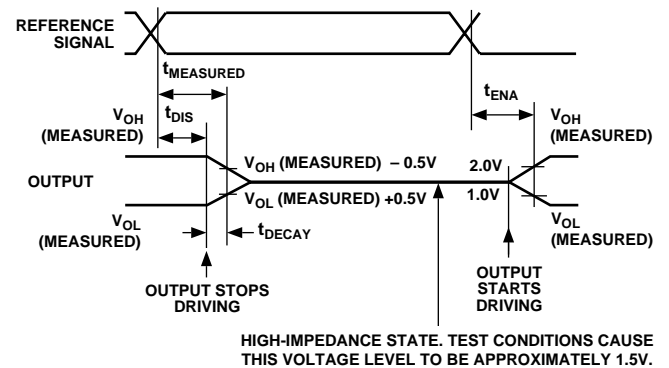 REFERENCE
SIGNAL
tMEASURED
tENA
VOH
(MEASURED)
tDIS
VOH
(MEASURED)
VOH (MEASURED) – 0.5V
2.0V
OUTPUT
VOL (MEASURED) +0.5V
1.0V
VOL
(MEASURED)
tDECAY
VOL
(MEASURED)
OUTPUT STOPS
DRIVING
OUTPUT
STARTS
DRIVING
HIGH-IMPEDANCE STATE. TEST CONDITIONS CAUSE
THIS VOLTAGE LEVEL TO BE APPROXIMATELY 1.5V.